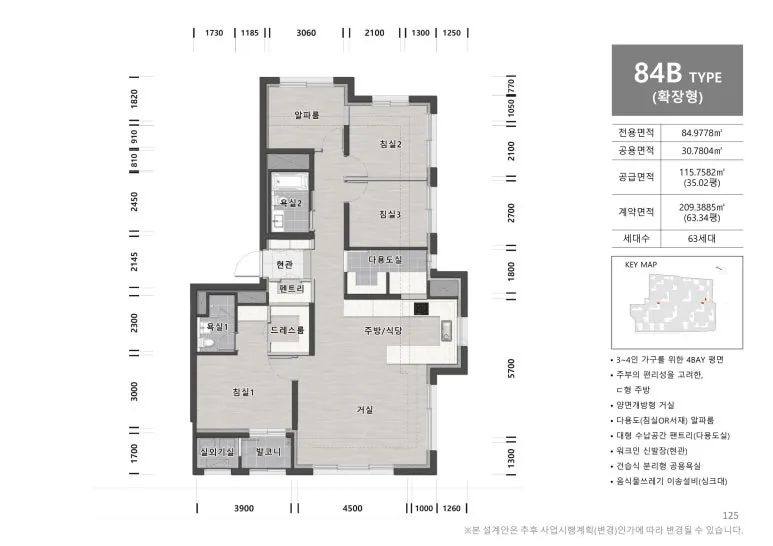 1730 1185 3060 2100 1300 1250
1820
910
810
2450
2145
2300
3000
1700
770
1050
2100
2700
1800
5700
1300
알파룸
침실2
욕실2
침실3
현관
다용도실
펜트리
욕실1
드레스룸
주방/식당
침실1
거실
실외기실
발코니
3900 4500 1000 1260
84B TYPE
(확장형)
전용면적 84.9778㎡
공용면적 30.7804㎡
공급면적 115.7582㎡
(35.02평)
계약면적 209.3885㎡
(63.34평)
세대수 63세대
KEY MAP
• 3~4인 가구를 위한 4BAY 평면
• 주부의 편리성을 고려한,
ㄷ형 주방
• 양면개방형 거실
• 다용도(침실OR서재) 알파룸
• 대형 수납공간 팬트리(다용도실)
• 워크인 신발장(현관)
• 건습식 분리형 공용욕실
• 음식물쓰레기 이송설비(싱크대)
125
※본 설계안은 추후 사업시행계획(변경)인가에 따라 변경될 수 있습니다.